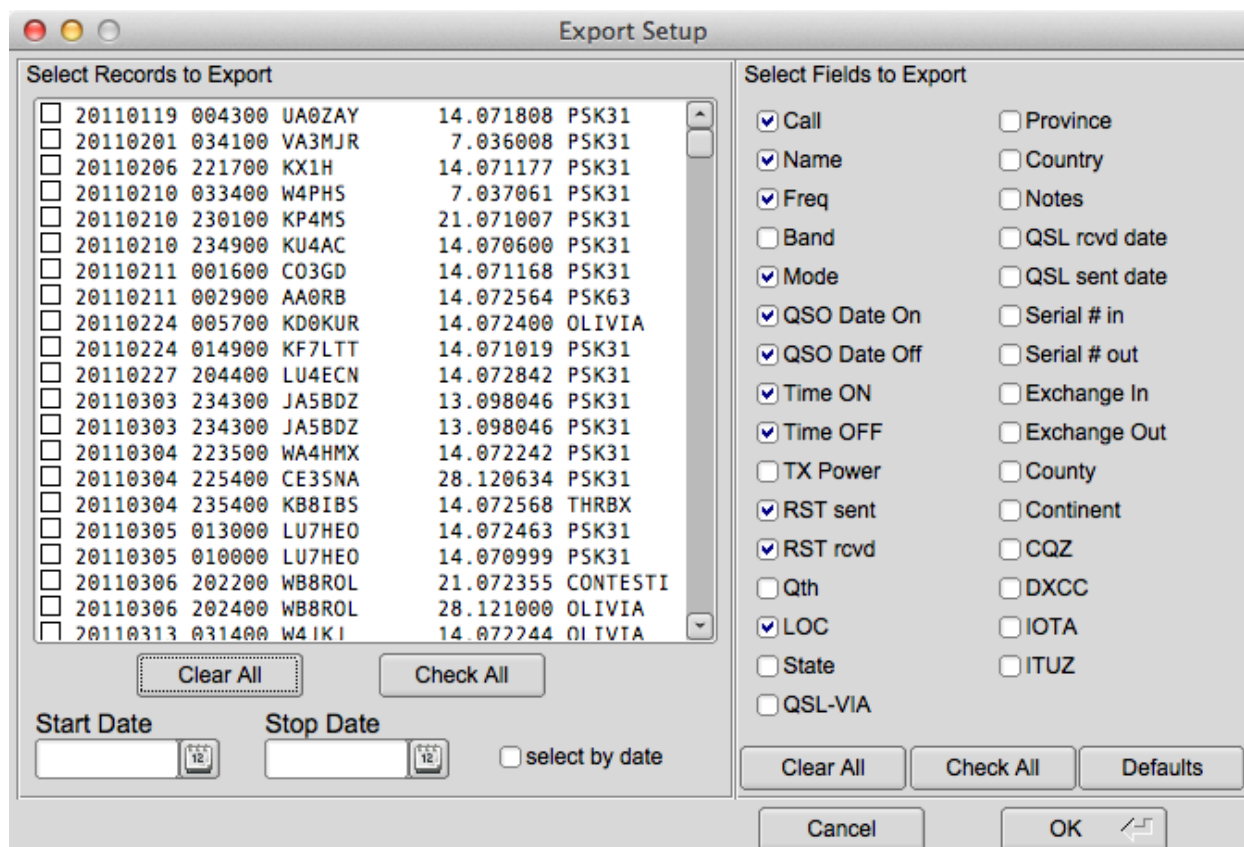 Export Setup
Select Records to Export
20110119 004300 UA0ZAY 14.071808 PSK31
20110201 034100 VA3MJR 7.036008 PSK31
20110206 221700 KX1H 14.071177 PSK31
20110210 033400 W4PHS 7.037061 PSK31
20110210 230100 KP4MS 21.071007 PSK31
20110210 234900 KU4AC 14.070600 PSK31
20110211 001600 CO3GD 14.071168 PSK31
20110211 002900 AA0RB 14.072564 PSK63
20110224 005700 KD0KUR 14.072400 OLIVIA
20110224 014900 KF7LTT 14.071019 PSK31
20110227 204400 LU4ECN 14.072842 PSK31
20110303 234300 JA5BDZ 13.098046 PSK31
20110303 234300 JA5BDZ 13.098046 PSK31
20110304 223500 WA4HMX 14.072242 PSK31
20110304 225400 CE3SNA 28.120634 PSK31
20110304 235400 KB8IBS 14.072568 THRBX
20110305 013000 LU7HEO 14.072463 PSK31
20110305 010000 LU7HEO 14.070999 PSK31
20110306 202200 WB8ROL 21.072355 CONTESTI
20110306 202400 WB8ROL 28.121000 OLIVIA
20110313 031400 W4JKJ 14.072244 OLIVIA
Clear All Check All
Start Date Stop Date
12 12 select by date
Select Fields to Export
Call Province
Name Country
Freq Notes
Band QSL rcvd date
Mode QSL sent date
QSO Date On Serial # in
QSO Date Off Serial # out
Time ON Exchange In
Time OFF Exchange Out
TX Power County
RST sent Continent
RST rcvd CQZ
Qth DXCC
LOC IOTA
State ITUZ
QSL-VIA
Clear All Check All Defaults
Cancel OK